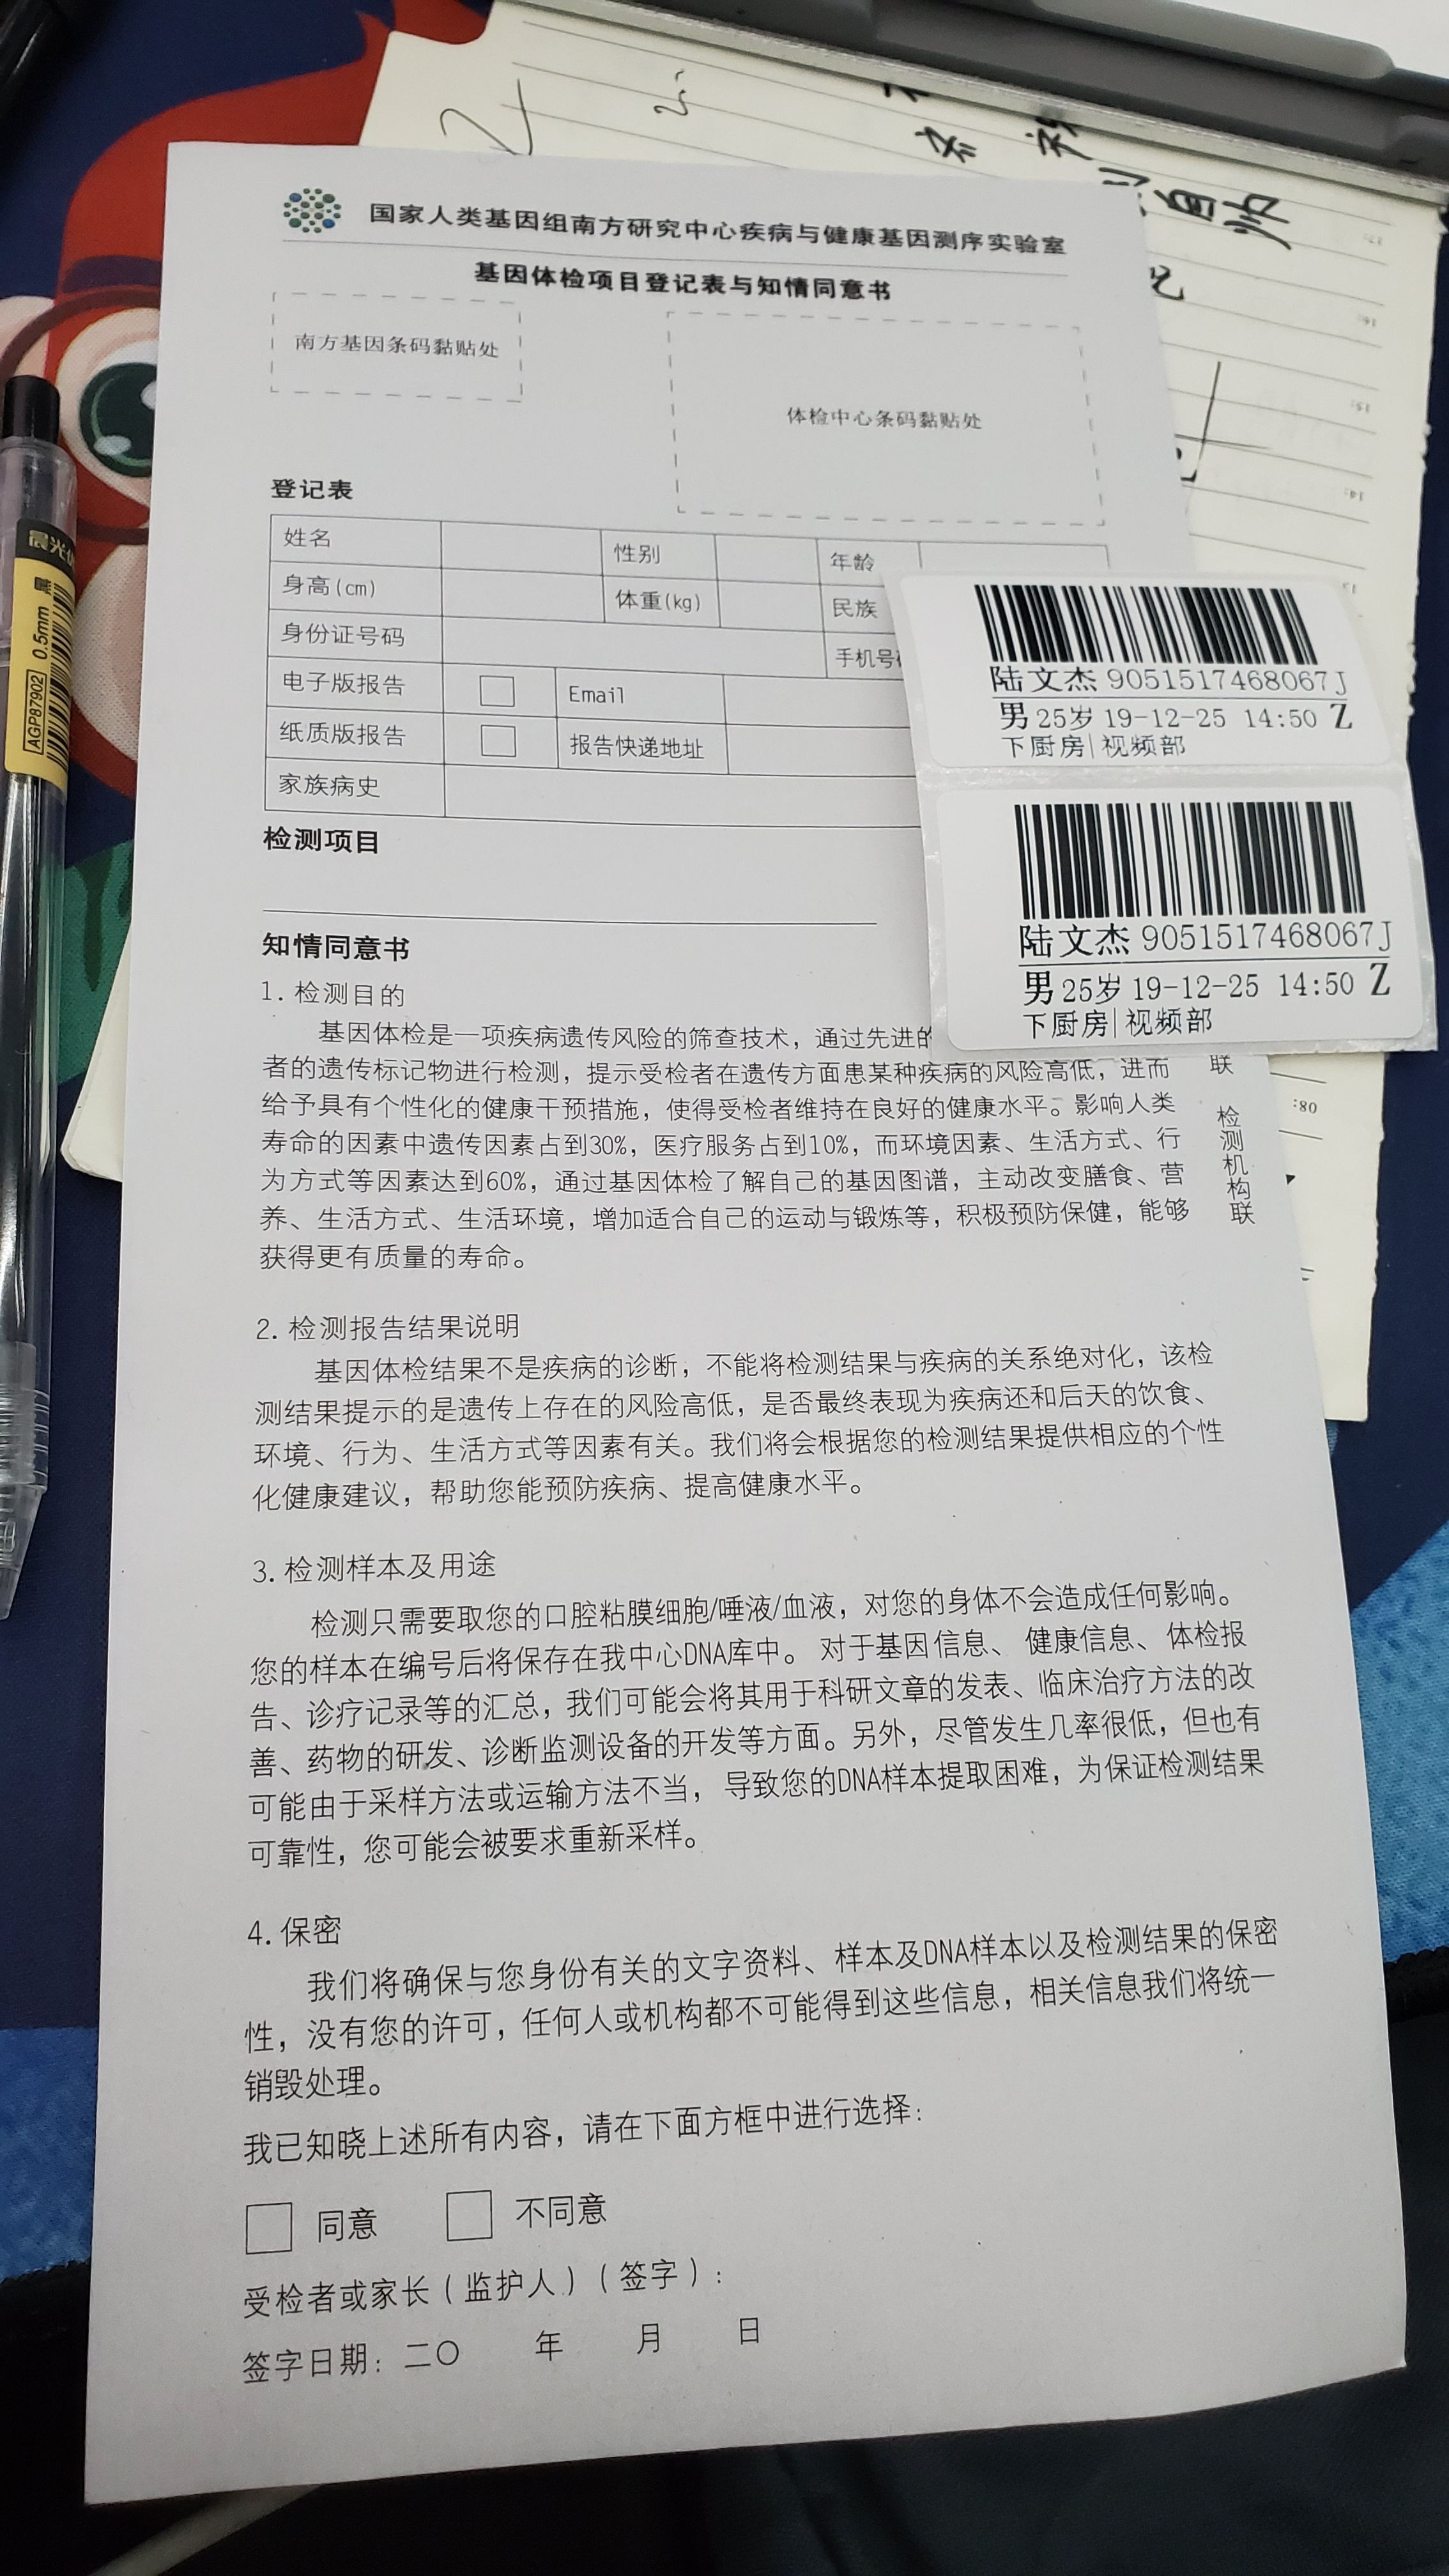 国家人类基因组南方研究中心疾病与健康基因测序实验室
基因体检项目登记表与知情同意书
南方基因条码黏贴处
体检中心条码黏贴处
登记表
姓名 性别 年龄
身高(cm) 体重(kg) 民族
身份证号码 手机号
电子版报告 Email
纸质版报告 报告快递地址
家族病史
陆文杰 9051517468067J
男 25岁 19-12-25 14:50 Z
下厨房|视频部
陆文杰 9051517468067J
男 25岁 19-12-25 14:50 Z
下厨房|视频部
检测项目
知情同意书
1. 检测目的
基因体检是一项疾病遗传风险的筛查技术，通过先进的
者的遗传标记物进行检测，提示受检者在遗传方面患某种疾病的风险高低，进而
给予具有个性化的健康干预措施，使得受检者维持在良好的健康水平。影响人类
寿命的因素中遗传因素占到30%，医疗服务占到10%，而环境因素、生活方式、行
为方式等因素达到60%，通过基因体检了解自己的基因图谱，主动改变膳食、营
养、生活方式、生活环境，增加适合自己的运动与锻炼等，积极预防保健，能够
获得更有质量的寿命。
联 检测机构联
2. 检测报告结果说明
基因体检结果不是疾病的诊断，不能将检测结果与疾病的关系绝对化，该检
测结果提示的是遗传上存在的风险高低，是否最终表现为疾病还和后天的饮食、
环境、行为、生活方式等因素有关。我们将会根据您的检测结果提供相应的个性
化健康建议，帮助您能预防疾病、提高健康水平。
3. 检测样本及用途
检测只需要取您的口腔粘膜细胞/唾液/血液，对您的身体不会造成任何影响。
您的样本在编号后将保存在我中心DNA库中。 对于基因信息、 健康信息、 体检报
告、诊疗记录等的汇总，我们可能会将其用于科研文章的发表、临床治疗方法的改
善、药物的研发、诊断监测设备的开发等方面。另外，尽管发生几率很低，但也有
可能由于采样方法或运输方法不当， 导致您的DNA样本提取困难，为保证检测结果
可靠性，您可能会被要求重新采样。
4. 保密
我们将确保与您身份有关的文字资料、样本及DNA样本以及检测结果的保密
性，没有您的许可，任何人或机构都不可能得到这些信息，相关信息我们将统一
销毁处理。
我已知晓上述所有内容，请在下面方框中进行选择：
同意 不同意
受检者或家长（监护人）（签字）：
签字日期：二〇 年 月 日
晨光
0.5mm
AGP87902